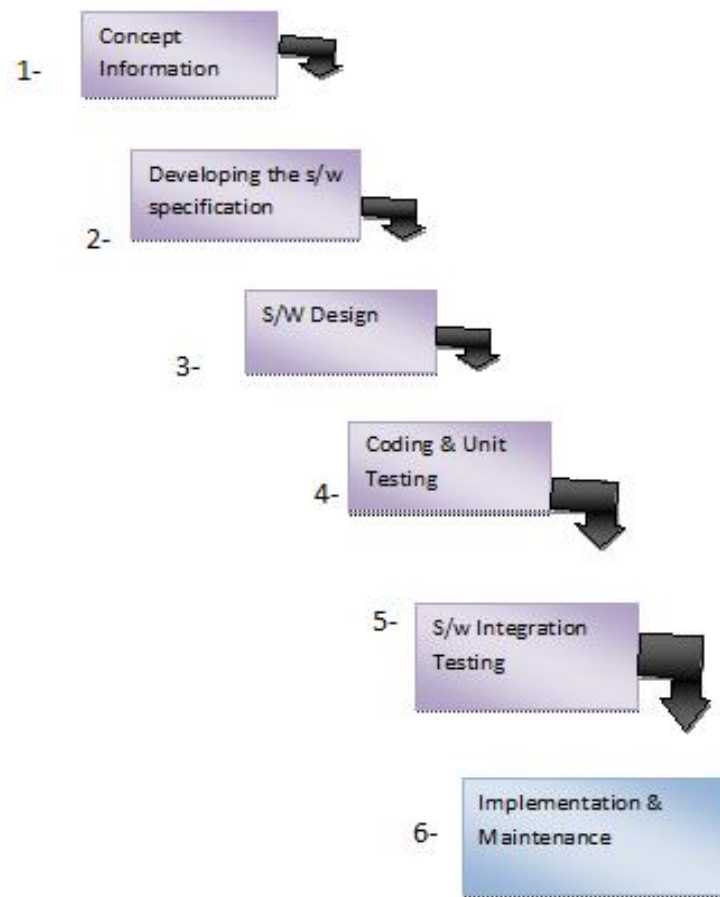 Concept
1- Information
Developing the s/w
specification
2-
S/W Design
3-
Coding & Unit
Testing
4-
5- S/w Integration
Testing
Implementation &
6- Maintenance